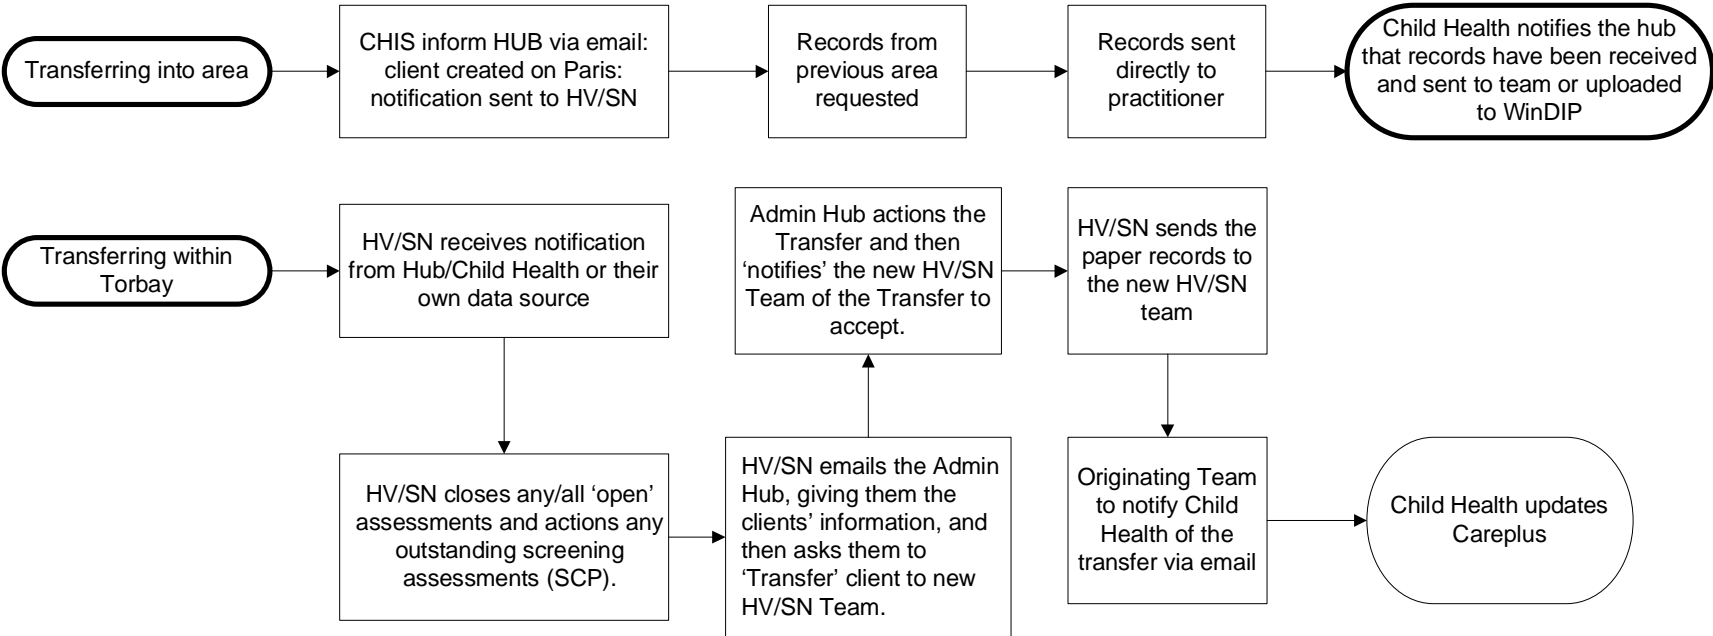 Transferring into area
CHIS inform HUB via email:
client created on Paris:
notification sent to HV/SN
Records from
previous area
requested
Records sent
directly to
practitioner
Child Health notifies the hub
that records have been received
and sent to team or uploaded
to WinDIP
Transferring within
Torbay
HV/SN receives notification
from Hub/Child Health or their
own data source
HV/SN closes any/all ‘open’
assessments and actions any
outstanding screening
assessments (SCP).
HV/SN emails the Admin
Hub, giving them the
clients’ information, and
then asks them to
‘Transfer’ client to new
HV/SN Team.
Admin Hub actions the
Transfer and then
‘notifies’ the new HV/SN
Team of the Transfer to
accept.
HV/SN sends the
paper records to
the new HV/SN
team
Originating Team
to notify Child
Health of the
transfer via email
Child Health updates
Careplus